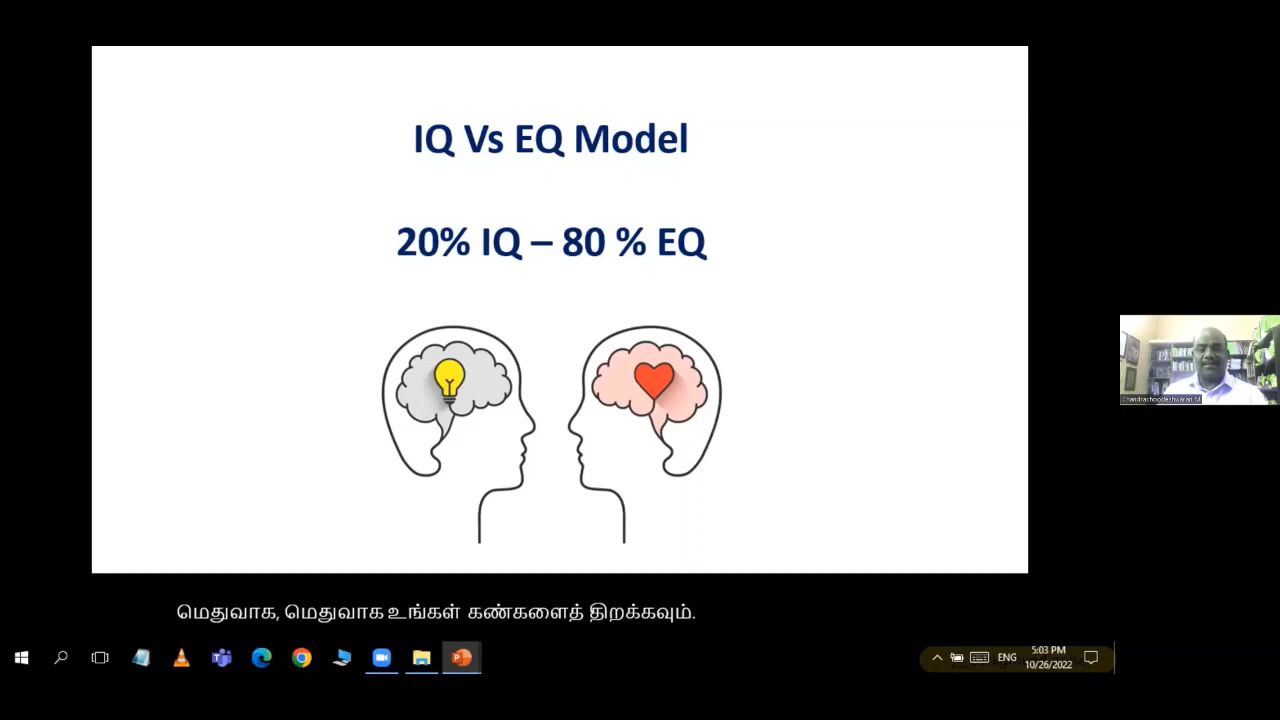 IQ Vs EQ Model
20% IQ – 80 % EQ
Chandrachoodeshwaran M
மெதுவாக, மெதுவாக உங்கள் கண்களைத் திறக்கவும்.
ENG
5:03 PM
10/26/2022